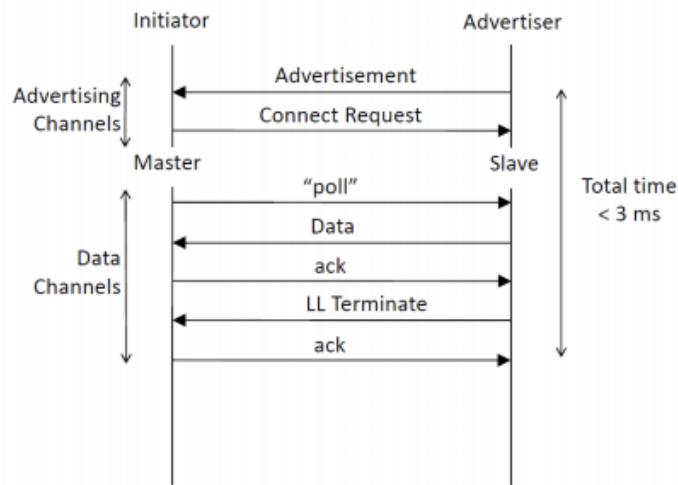 Initiator
Advertiser
Advertisement
Advertising
Channels
Connect Request
Master
Slave
"poll"
Total time
< 3 ms
Data
Data
Channels
ack
LL Terminate
ack